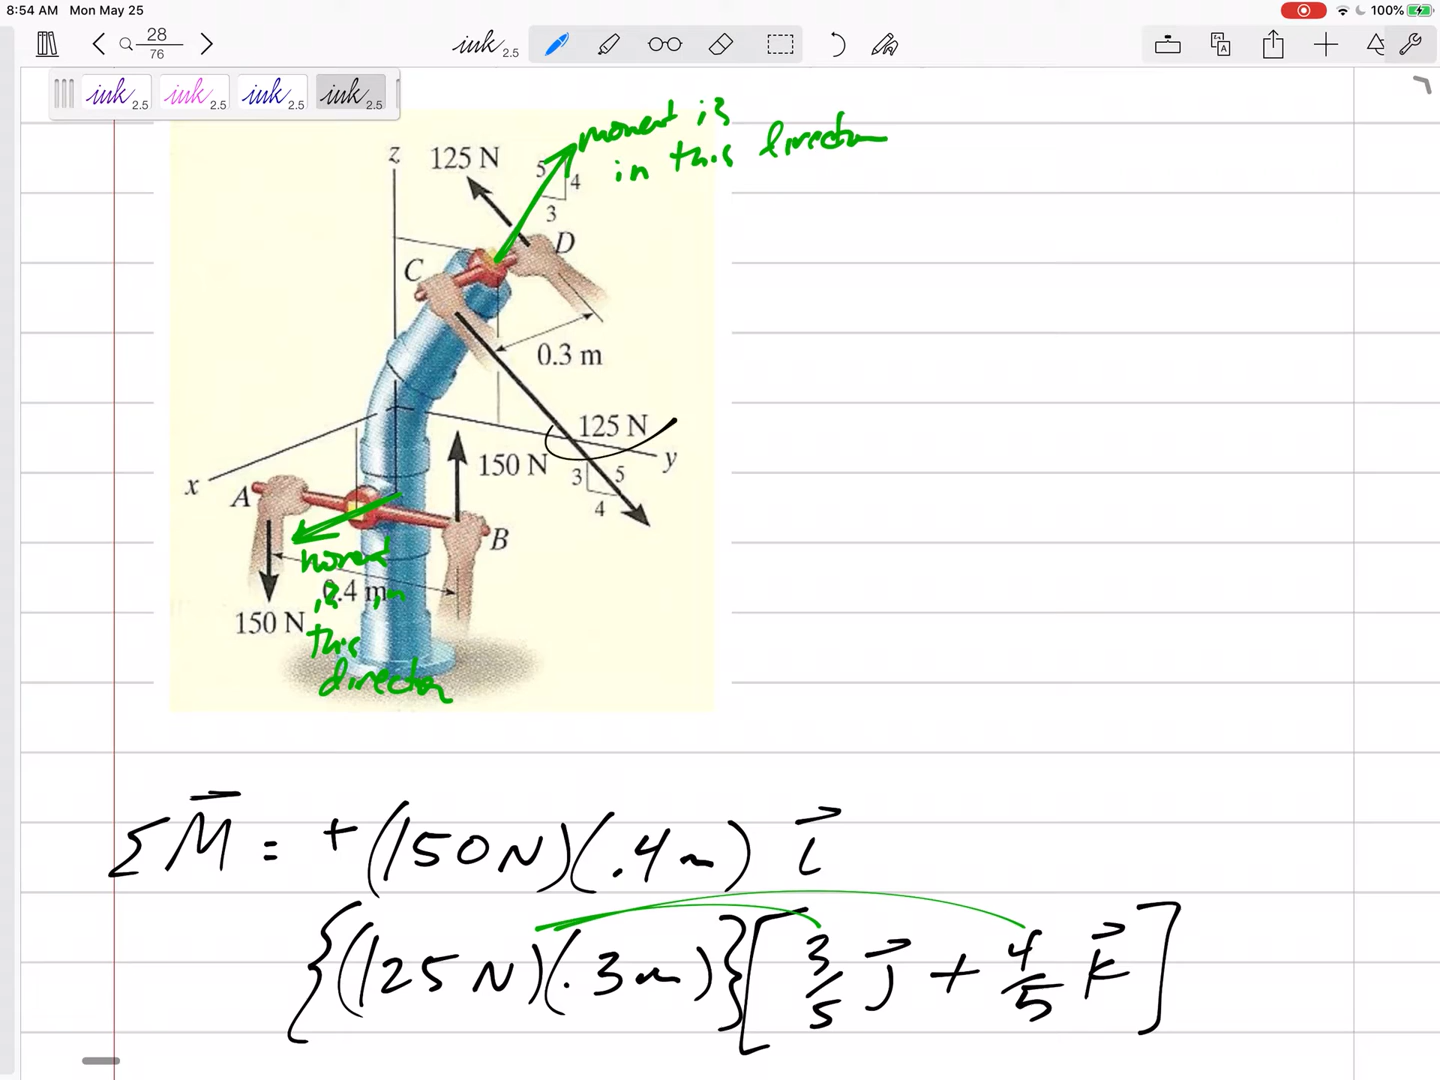 8:54 AM Mon May 25
100%
28
76
ink 2.5
ink 2.5
ink 2.5
ink 2.5
ink 2.5
moment is
in this direction
z
125 N
5
4
3
D
C
0.3 m
125 N
150 N
y
3
5
4
x
A
B
moment
0.4 m
is in
150 N
this
direction
ΣM⃗ = +(150N)(.4m) i⃗
{(125N)(.3m)}[3/5 j⃗ + 4/5 k⃗]